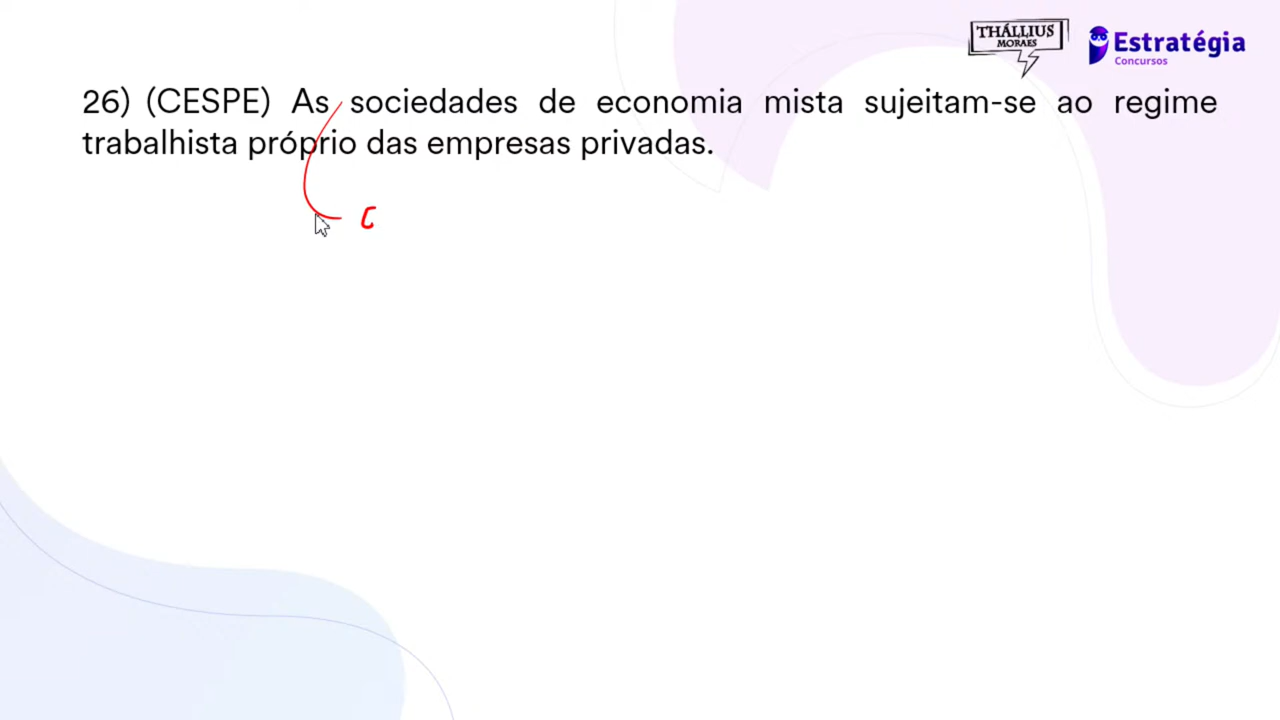 THÁLLIUS
MORAES
Estratégia
Concursos
26) (CESPE) As sociedades de economia mista sujeitam-se ao regime
trabalhista próprio das empresas privadas.